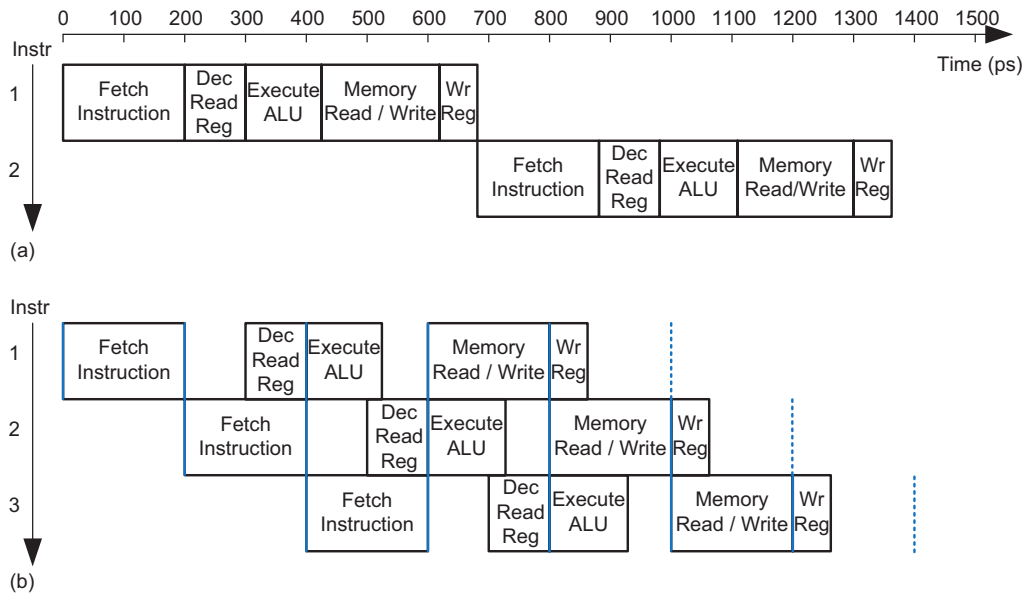 0 100 200 300 400 500 600 700 800 900 1000 1100 1200 1300 1400 1500
Instr
Time (ps)
1
Fetch
Instruction
Dec
Read
Reg
Execute
ALU
Memory
Read / Write
Wr
Reg
2
Fetch
Instruction
Dec
Read
Reg
Execute
ALU
Memory
Read/Write
Wr
Reg
(a)
Instr
1
Fetch
Instruction
Dec
Read
Reg
Execute
ALU
Memory
Read / Write
Wr
Reg
2
Fetch
Instruction
Dec
Read
Reg
Execute
ALU
Memory
Read / Write
Wr
Reg
3
Fetch
Instruction
Dec
Read
Reg
Execute
ALU
Memory
Read / Write
Wr
Reg
(b)